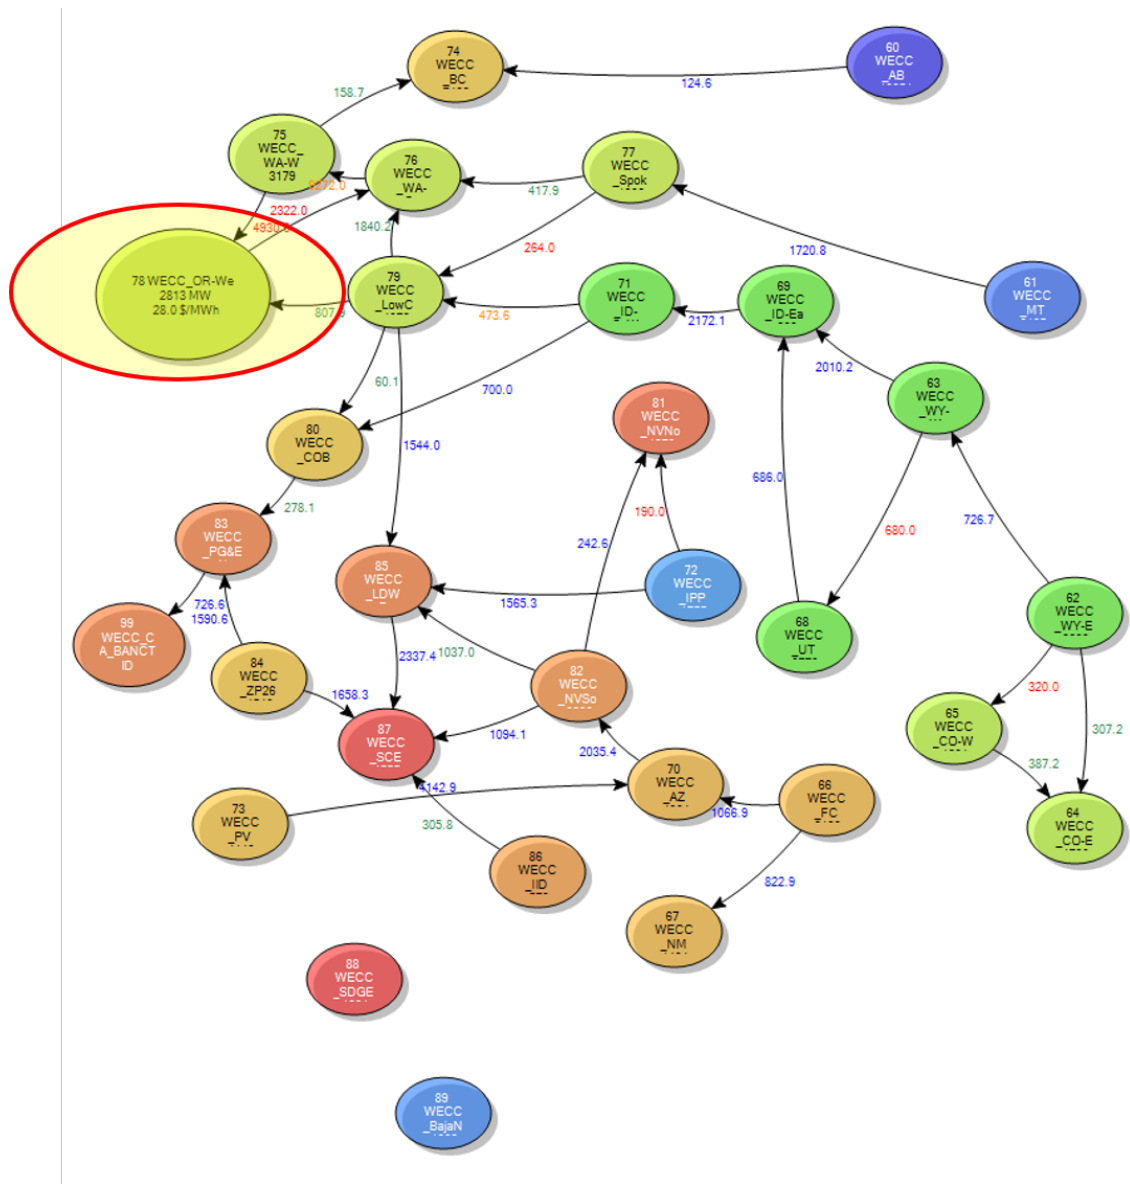 74
WECC
_BC
60
WECC
_AB
124.6
158.7
75
WECC_
WA-W
3179
76
WECC
_WA-
77
WECC
_Spok
417.9
2322.0
1840.2
264.0
1720.8
78 WECC_OR-We
2813 MW
28.0 $/MWh
79
WECC
_LowC
71
WECC
_ID-
69
WECC
_ID-Ea
61
WECC
_MT
473.6
2172.1
2010.2
60.1
700.0
63
WECC
_WY-
81
WECC
_NVNo
80
WECC
_COB
1544.0
686.0
278.1
190.0
242.6
680.0
726.7
83
WECC
_PG&E
85
WECC
_LDW
72
WECC
_IPP
1565.3
62
WECC
_WY-E
726.6
1590.6
99
WECC_C
A_BANCT
ID
68
WECC
_UT
84
WECC
_ZP26
2337.4
1037.0
82
WECC
_NVSo
1658.3
320.0
307.2
87
WECC
_SCE
1094.1
2035.4
65
WECC
_CO-W
387.2
70
WECC
_AZ
66
WECC
_FC
4142.9
1066.9
73
WECC
_PV
305.8
64
WECC
_CO-E
86
WECC
_IID
822.9
67
WECC
_NM
88
WECC
_SDGE
89
WECC
_BajaN